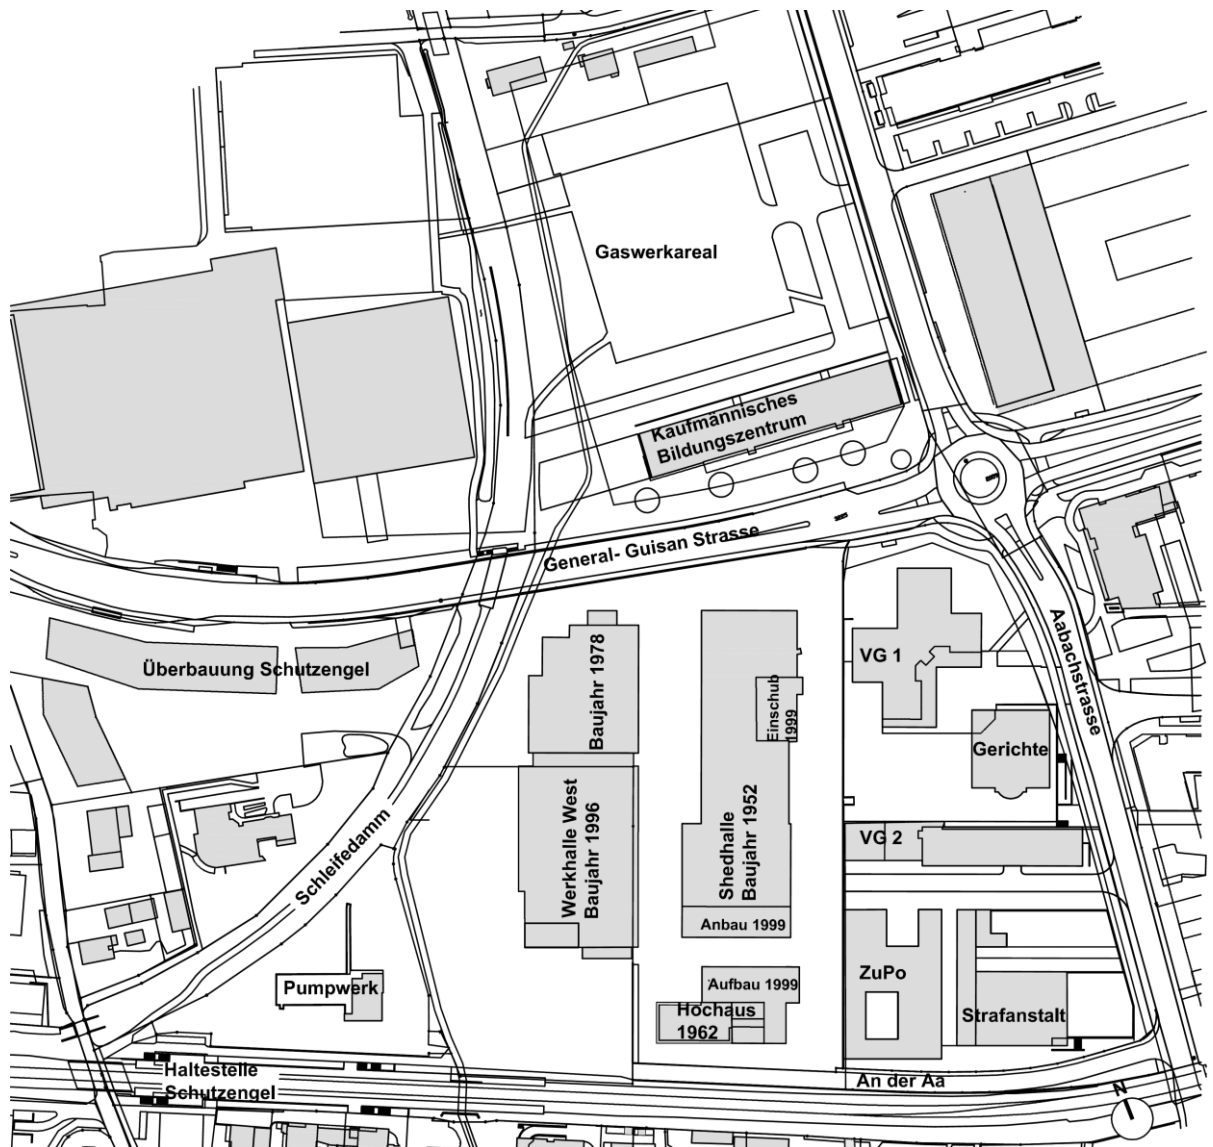 Gaswerkareal
Kaufmännisches
Bildungszentrum
General- Guisan Strasse
Aabachstrasse
Überbauung Schutzengel
Baujahr 1978
VG 1
Einschub
1999
Gerichte
Schleifedamm
Werkhalle West
Baujahr 1996
Shedhalle
Baujahr 1952
VG 2
Anbau 1999
Pumpwerk
Aufbau 1999
ZuPo
Hochaus
1962
Strafanstalt
Haltestelle
Schutzengel
An der Aa
N